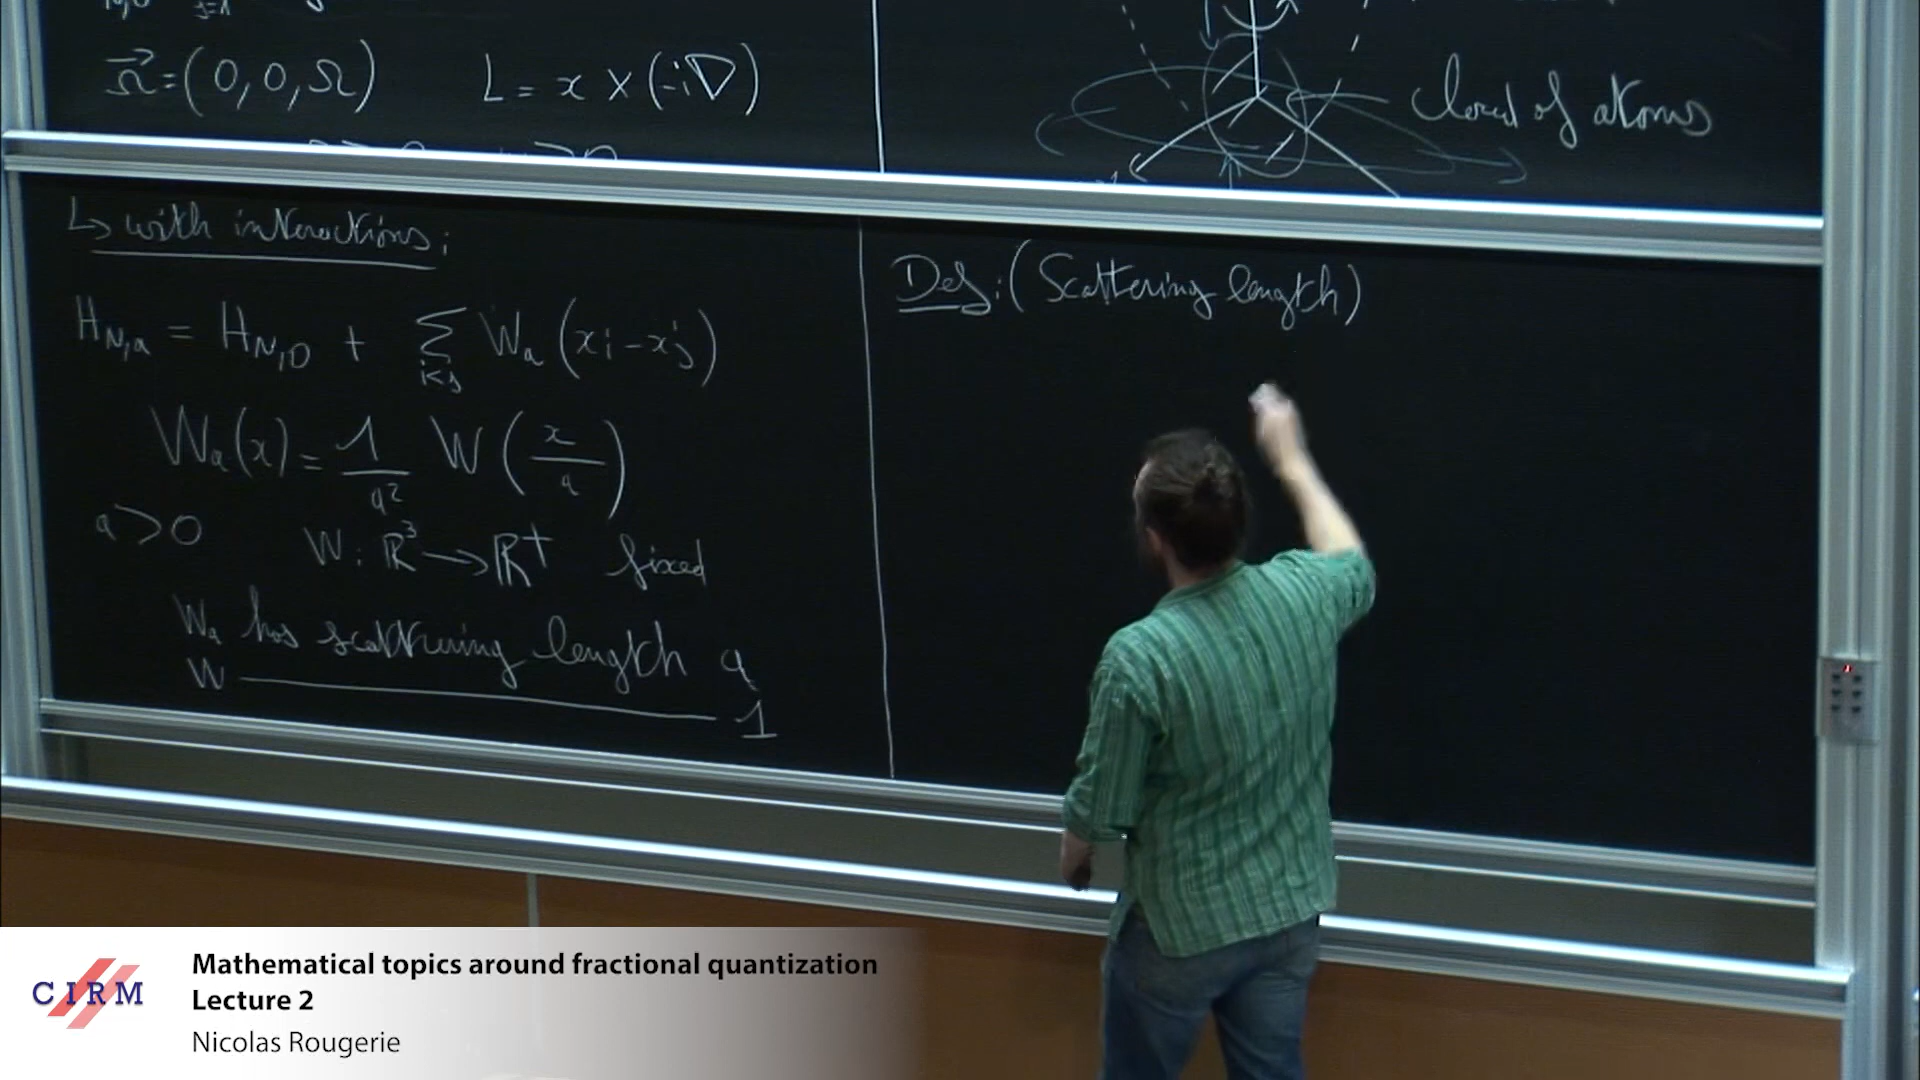 Ω⃗=(0,0,Ω) L = x × (-i∇)
cloud of atoms
↳ with interactions:
H_{N,a} = H_{N,0} + Σ_{i<j} W_a (x_i - x_j)
W_a(x) = 1/a² W(x/a)
a>0 W: ℝ³ → ℝ⁺ fixed
W_a has scattering length a
W ———— 1
Def: (Scattering length)
CIRM
Mathematical topics around fractional quantization
Lecture 2
Nicolas Rougerie